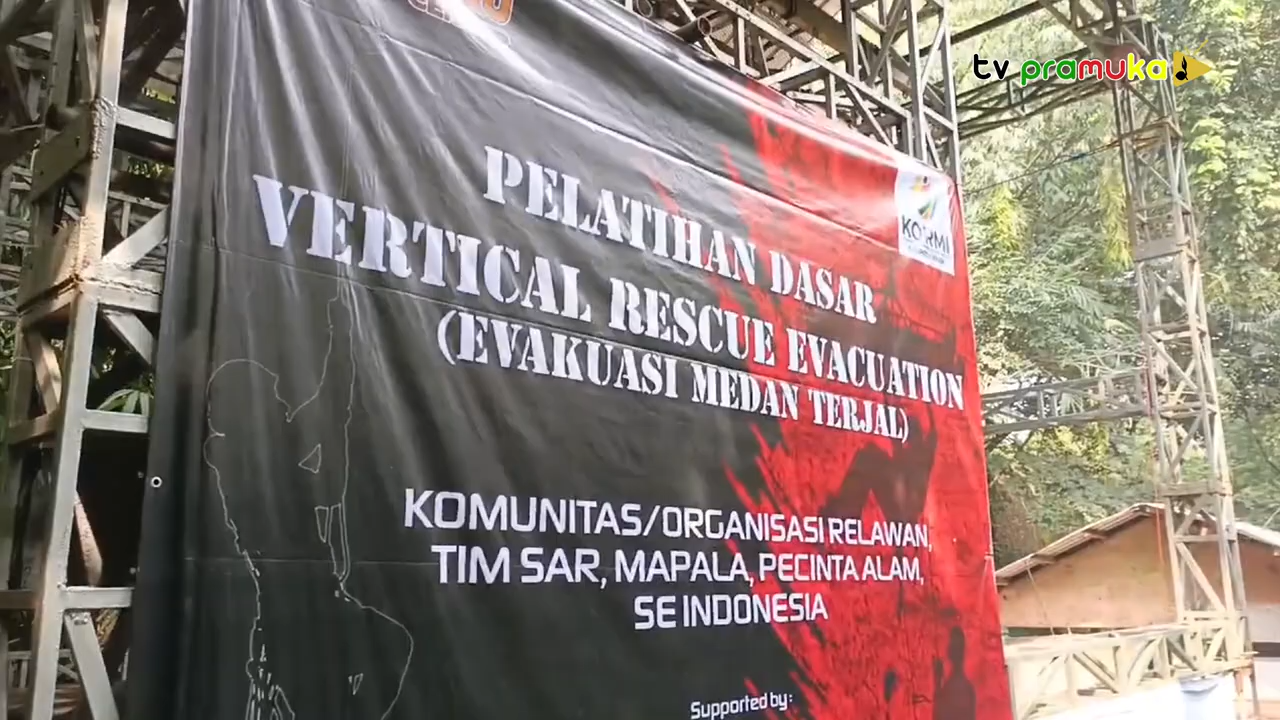 tv pramuka
PELATIHAN DASAR
VERTICAL RESCUE EVACUATION
(EVAKUASI MEDAN TERJAL)
KORMI
KOMUNITAS/ORGANISASI RELAWAN,
TIM SAR, MAPALA, PECINTA ALAM,
SE INDONESIA
Supported by :